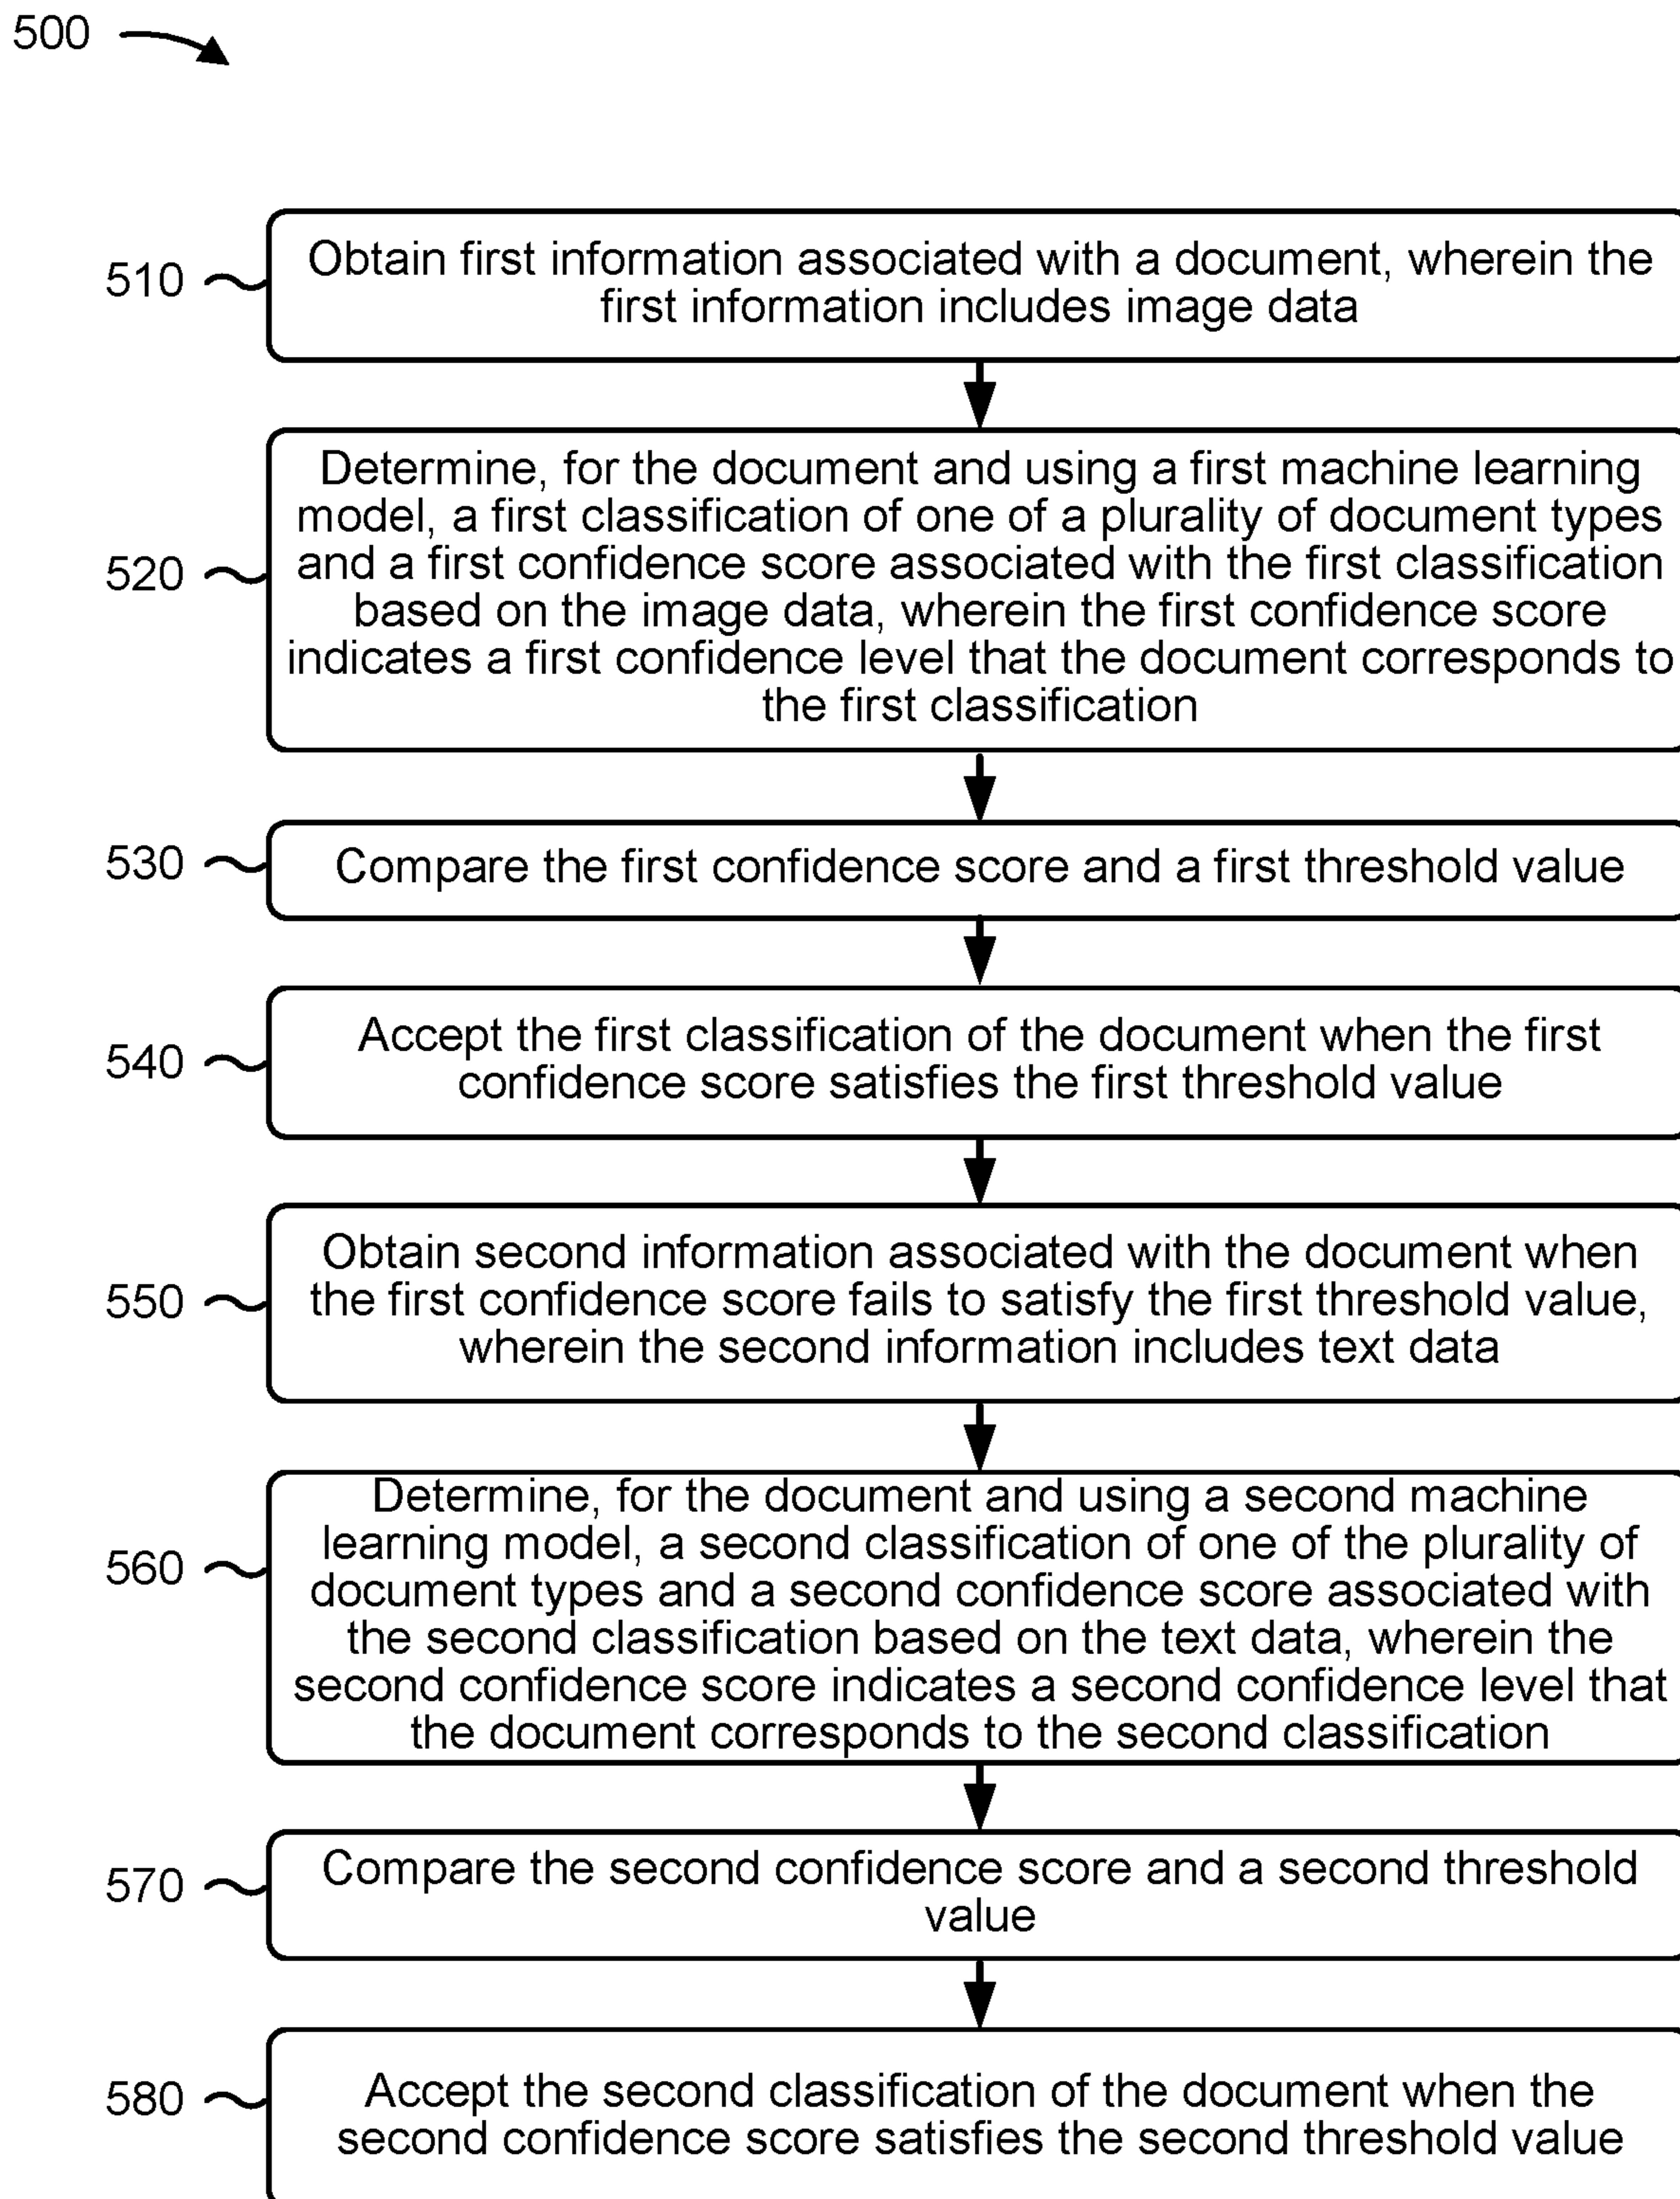 500
510
Obtain first information associated with a document, wherein the
first information includes image data
520
Determine, for the document and using a first machine learning
model, a first classification of one of a plurality of document types
and a first confidence score associated with the first classification
based on the image data, wherein the first confidence score
indicates a first confidence level that the document corresponds to
the first classification
530
Compare the first confidence score and a first threshold value
540
Accept the first classification of the document when the first
confidence score satisfies the first threshold value
550
Obtain second information associated with the document when
the first confidence score fails to satisfy the first threshold value,
wherein the second information includes text data
560
Determine, for the document and using a second machine
learning model, a second classification of one of the plurality of
document types and a second confidence score associated with
the second classification based on the text data, wherein the
second confidence score indicates a second confidence level that
the document corresponds to the second classification
570
Compare the second confidence score and a second threshold
value
580
Accept the second classification of the document when the
second confidence score satisfies the second threshold value